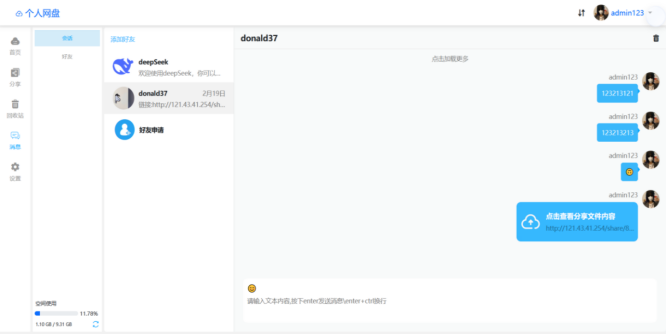 个人网盘
admin123
首页
分享
回收站
消息
设置
会话
好友
空间使用
11.78%
1.10 GB / 9.31 GB
添加好友
deepSeek
欢迎使用deepSeek，你可以...
donald37 2月19日
链接:http://121.43.41.254/sh...
好友申请
donald37
点击加载更多
admin123
123213121
admin123
123213213
admin123
admin123
点击查看分享文件内容
http://121.43.41.254/share/6...
请输入文本内容,按下enter发送消息\enter+ctrl换行